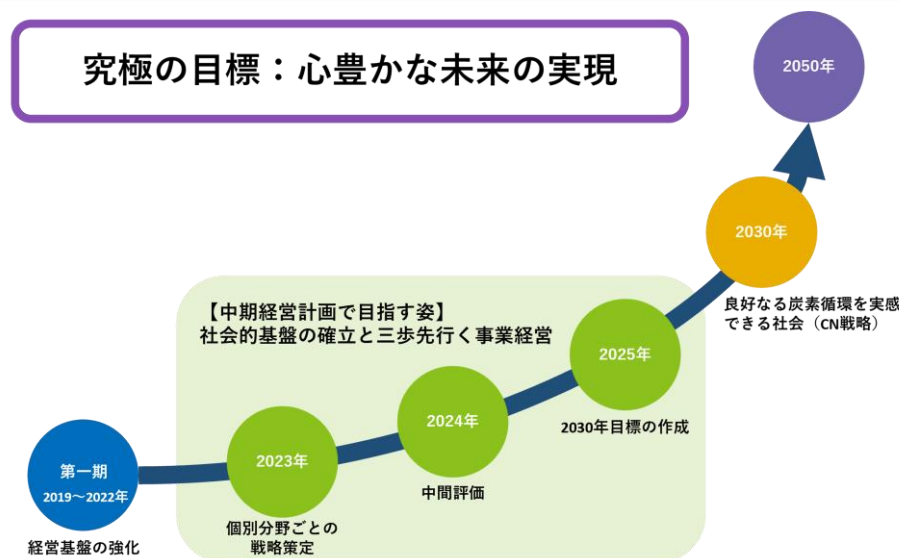 究極の目標：心豊かな未来の実現
2050年
2030年
良好なる炭素循環を実感
できる社会（CN戦略）
【中期経営計画で目指す姿】
社会的基盤の確立と三歩先行く事業経営
2025年
2030年目標の作成
2024年
中間評価
2023年
個別分野ごとの
戦略策定
第一期
2019～2022年
経営基盤の強化